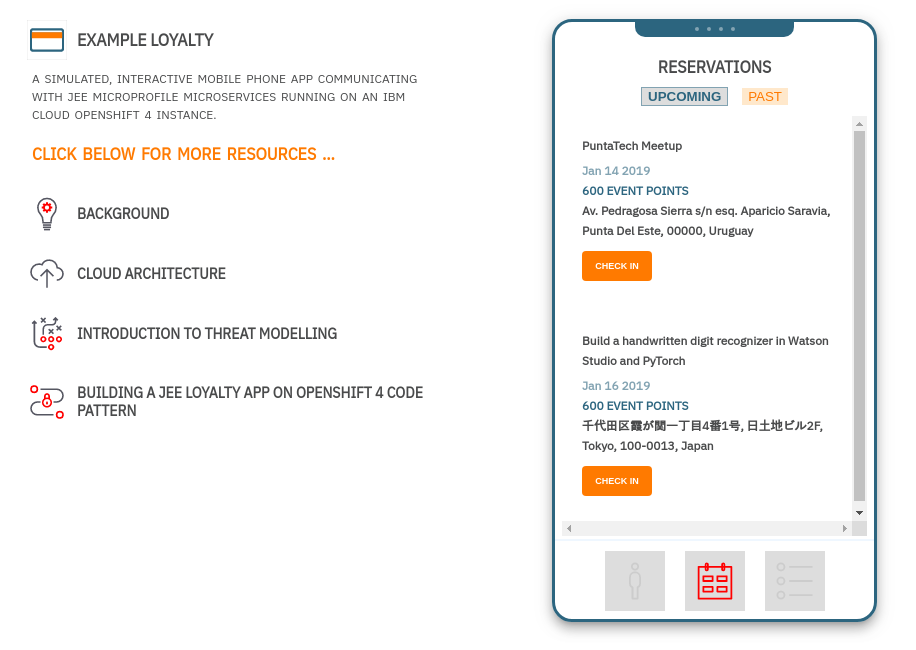 EXAMPLE LOYALTY
A SIMULATED, INTERACTIVE MOBILE PHONE APP COMMUNICATING
WITH JEE MICROPROFILE MICROSERVICES RUNNING ON AN IBM
CLOUD OPENSHIFT 4 INSTANCE.
CLICK BELOW FOR MORE RESOURCES ...
BACKGROUND
CLOUD ARCHITECTURE
INTRODUCTION TO THREAT MODELLING
BUILDING A JEE LOYALTY APP ON OPENSHIFT 4 CODE
PATTERN
RESERVATIONS
UPCOMING PAST
PuntaTech Meetup
Jan 14 2019
600 EVENT POINTS
Av. Pedragosa Sierra s/n esq. Aparicio Saravia,
Punta Del Este, 00000, Uruguay
CHECK IN
Build a handwritten digit recognizer in Watson
Studio and PyTorch
Jan 16 2019
600 EVENT POINTS
千代田区霞が関一丁目4番1号, 日土地ビル2F,
Tokyo, 100-0013, Japan
CHECK IN